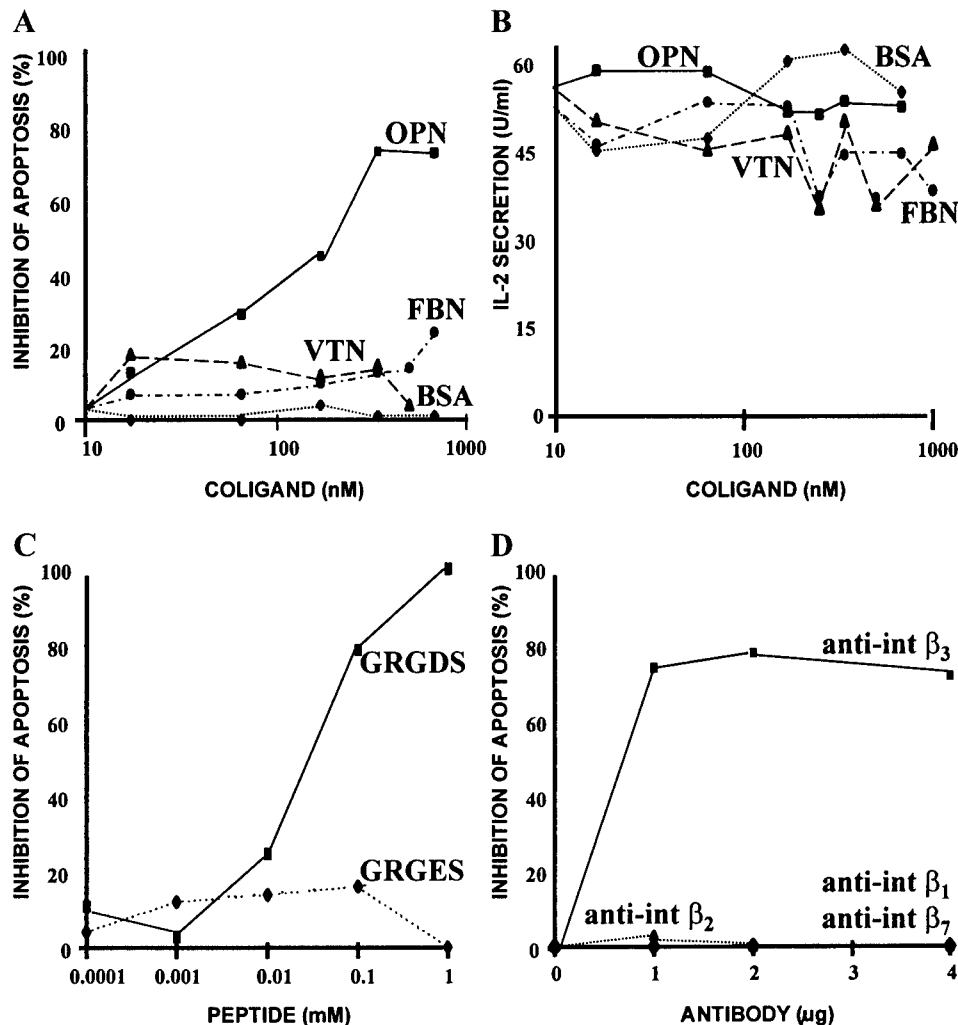 A
INHIBITION OF APOPTOSIS (%)
100
80
60
40
20
0
OPN
FBN
VTN
BSA
10 100 1000
COLIGAND (nM)
B
IL-2 SECRETION (U/ml)
60
45
30
15
0
OPN
BSA
VTN
FBN
10 100 1000
COLIGAND (nM)
C
INHIBITION OF APOPTOSIS (%)
100
80
60
40
20
0
GRGDS
GRGES
0.0001 0.001 0.01 0.1 1
PEPTIDE (mM)
D
INHIBITION OF APOPTOSIS (%)
100
80
60
40
20
0
anti-int β3
anti-int β2
anti-int β1
anti-int β7
0 1 2 3 4
ANTIBODY (µg)